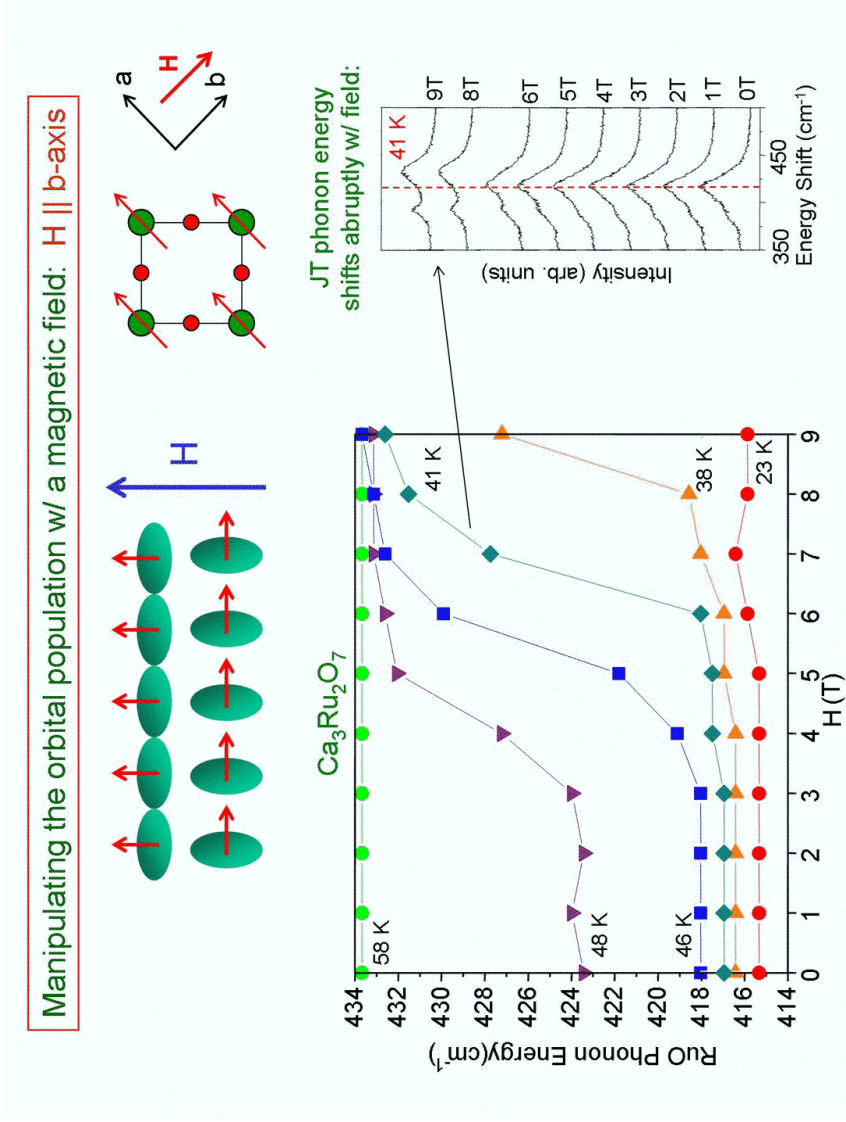 Manipulating the orbital population w/ a magnetic field: H || b-axis
H
a
H
b
Ca3Ru2O7
RuO Phonon Energy(cm-1)
434
432
430
428
426
424
422
420
418
416
414
58 K
48 K
46 K
41 K
38 K
23 K
0 1 2 3 4 5 6 7 8 9
H (T)
JT phonon energy
shifts abruptly w/ field:
Intensity (arb. units)
41 K
9T
8T
6T
5T
4T
3T
2T
1T
0T
350 450
Energy Shift (cm-1)